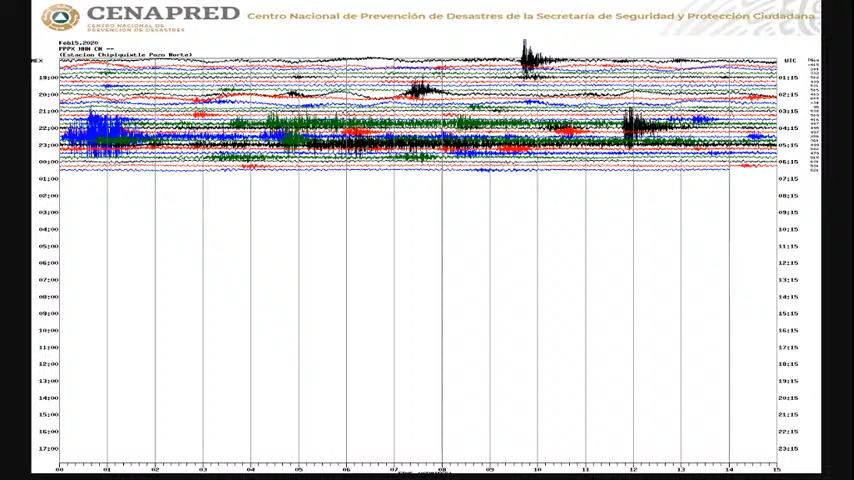 CENAPRED
CENTRO NACIONAL DE
PREVENCIÓN DE DESASTRES
Centro Nacional de Prevención de Desastres de la Secretaría de Seguridad y Protección Ciudadana
Feb15,2020
PPPX HHN CN --
(Estacion Chipiquixtle Pozo Norte)
MEX UTC
19:00 01:15
20:00 02:15
21:00 03:15
22:00 04:15
23:00 05:15
00:00 06:15
01:00 07:15
02:00 08:15
03:00 09:15
04:00 10:15
05:00 11:15
06:00 12:15
07:00 13:15
08:00 14:15
09:00 15:15
10:00 16:15
11:00 17:15
12:00 18:15
13:00 19:15
14:00 20:15
15:00 21:15
16:00 22:15
17:00 23:15
00 01 02 03 04 05 06 07 08 09 10 11 12 13 14 15